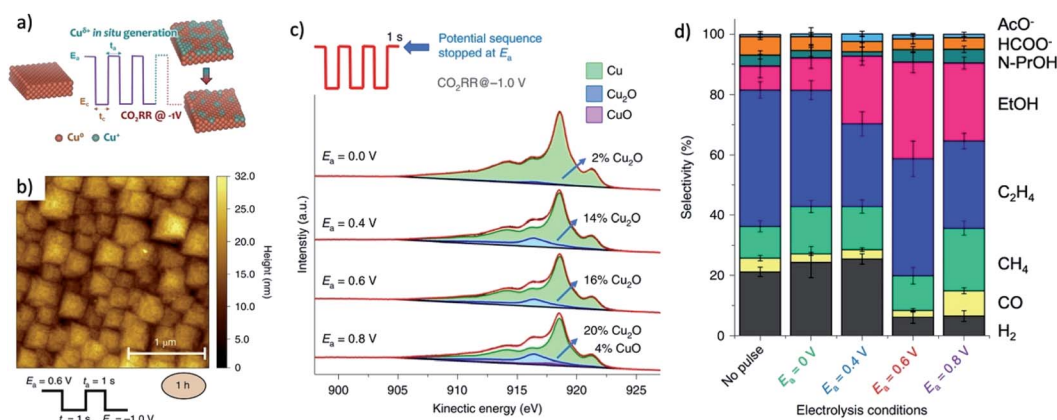 a)
Cu^δ+ in situ generation
t_a
E_a
E_c
t_c
CO₂RR @ -1V
Cu⁰
Cu⁺
b)
32.0
25.0
20.0
15.0
10.0
5.0
0.0
Height (nm)
1 μm
E_a = 0.6 V
t_a = 1 s
1 h
t_c = 1 s
E_c = −1.0 V
c)
1 s
Potential sequence
stopped at E_a
CO₂RR@−1.0 V
Cu
Cu₂O
CuO
E_a = 0.0 V
2% Cu₂O
E_a = 0.4 V
14% Cu₂O
E_a = 0.6 V
16% Cu₂O
E_a = 0.8 V
20% Cu₂O
4% CuO
Intenstiy (a.u.)
900
905
910
915
920
925
Kinectic energy (eV)
d)
100
80
60
40
20
0
Selectivity (%)
AcO⁻
HCOO⁻
N-PrOH
EtOH
C₂H₄
CH₄
CO
H₂
No pulse
E_a = 0 V
E_a = 0.4 V
E_a = 0.6 V
E_a = 0.8 V
Electrolysis conditions